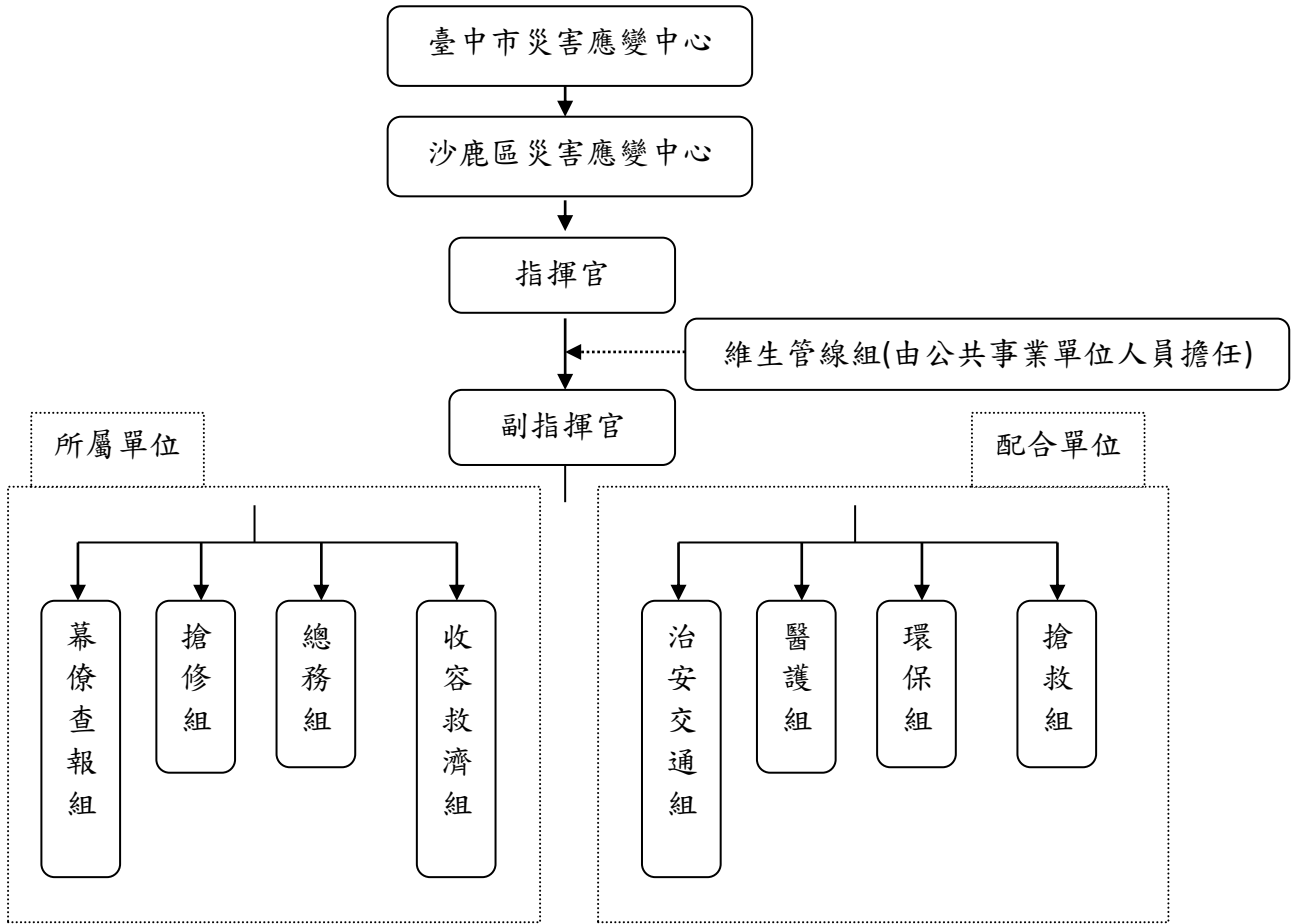 臺中市災害應變中心
沙鹿區災害應變中心
指揮官
維生管線組(由公共事業單位人員擔任)
副指揮官
所屬單位
配合單位
幕僚查報組
搶修組
總務組
收容救濟組
治安交通組
醫護組
環保組
搶救組